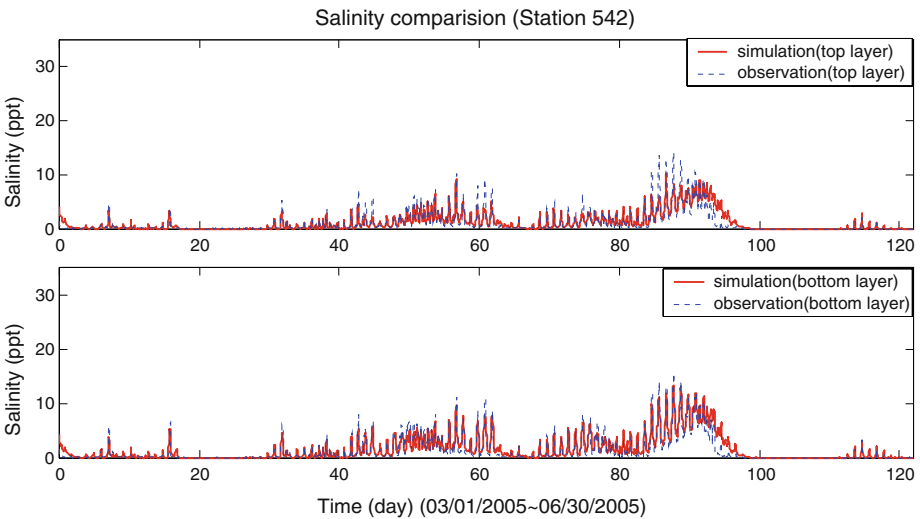 Salinity comparision (Station 542)
simulation(top layer)
observation(top layer)
Salinity (ppt)
30
20
10
0
0 20 40 60 80 100 120
simulation(bottom layer)
observation(bottom layer)
Salinity (ppt)
30
20
10
0
0 20 40 60 80 100 120
Time (day) (03/01/2005~06/30/2005)